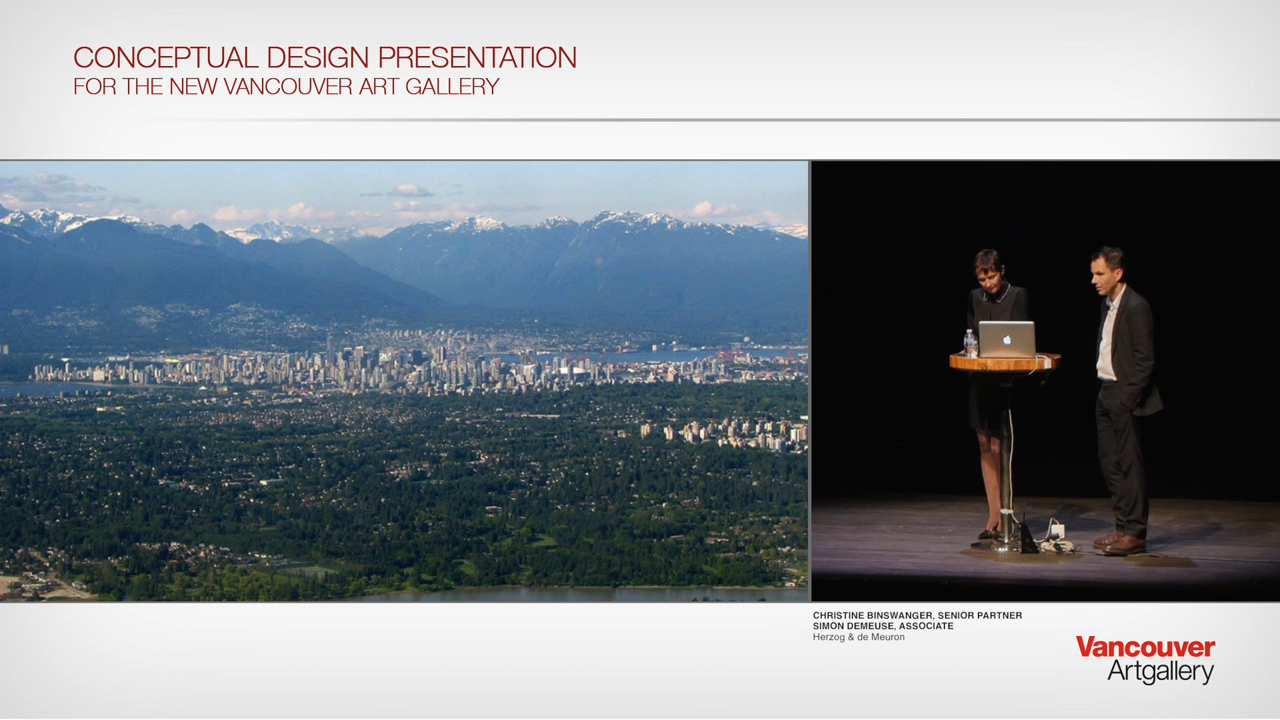 CONCEPTUAL DESIGN PRESENTATION
FOR THE NEW VANCOUVER ART GALLERY
CHRISTINE BINSWANGER, SENIOR PARTNER
SIMON DEMEUSE, ASSOCIATE
Herzog & de Meuron
Vancouver
Artgallery